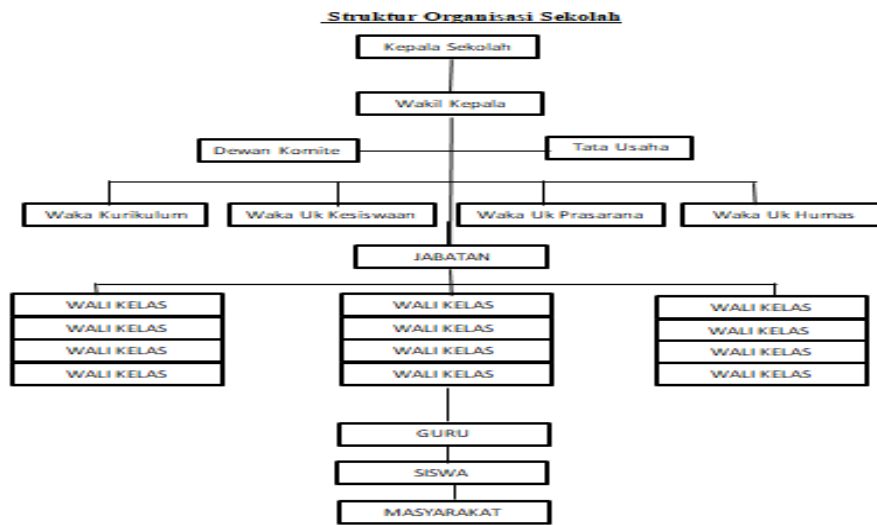 Struktur Organisasi Sekolah
Kepala Sekolah
Wakil Kepala
Dewan Komite
Tata Usaha
Waka Kurikulum
Waka Uk Kesiswaan
Waka Uk Prasarana
Waka Uk Humas
JABATAN
WALI KELAS
WALI KELAS
WALI KELAS
WALI KELAS
WALI KELAS
WALI KELAS
WALI KELAS
WALI KELAS
WALI KELAS
WALI KELAS
WALI KELAS
WALI KELAS
GURU
SISWA
MASYARAKAT